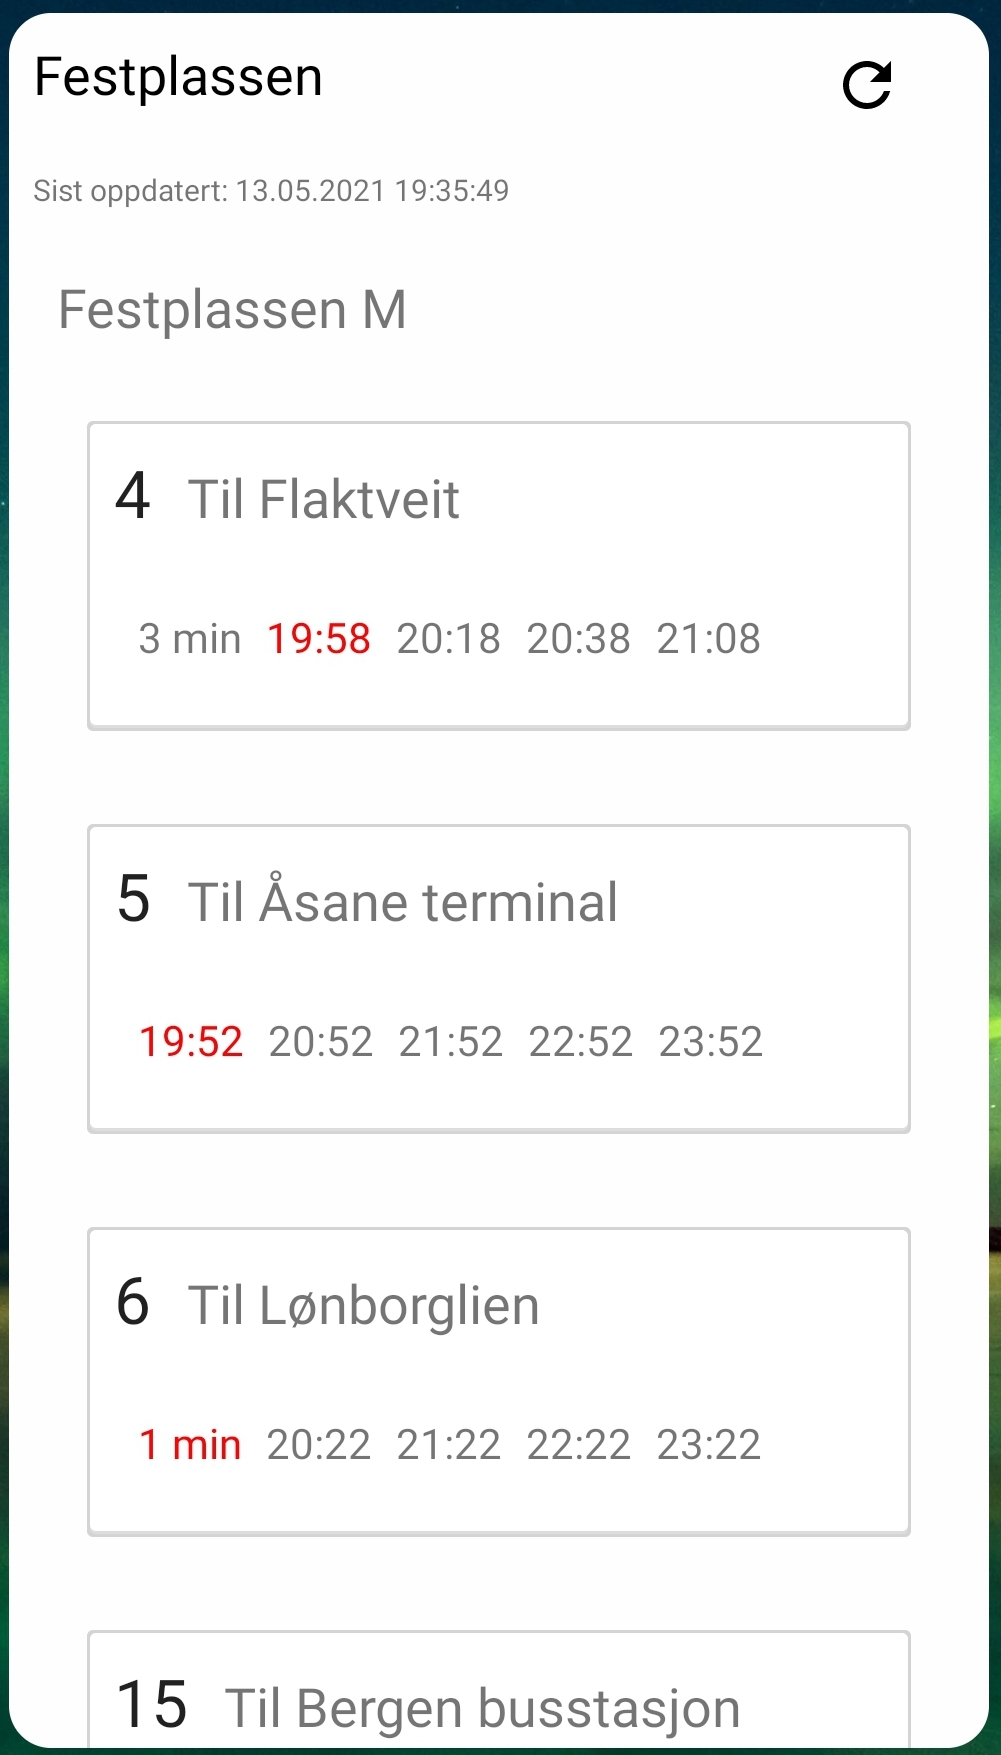 Festplassen
Sist oppdatert: 13.05.2021 19:35:49
Festplassen M
4 Til Flaktveit
3 min 19:58 20:18 20:38 21:08
5 Til Åsane terminal
19:52 20:52 21:52 22:52 23:52
6 Til Lønborglien
1 min 20:22 21:22 22:22 23:22
15 Til Bergen busstasjon